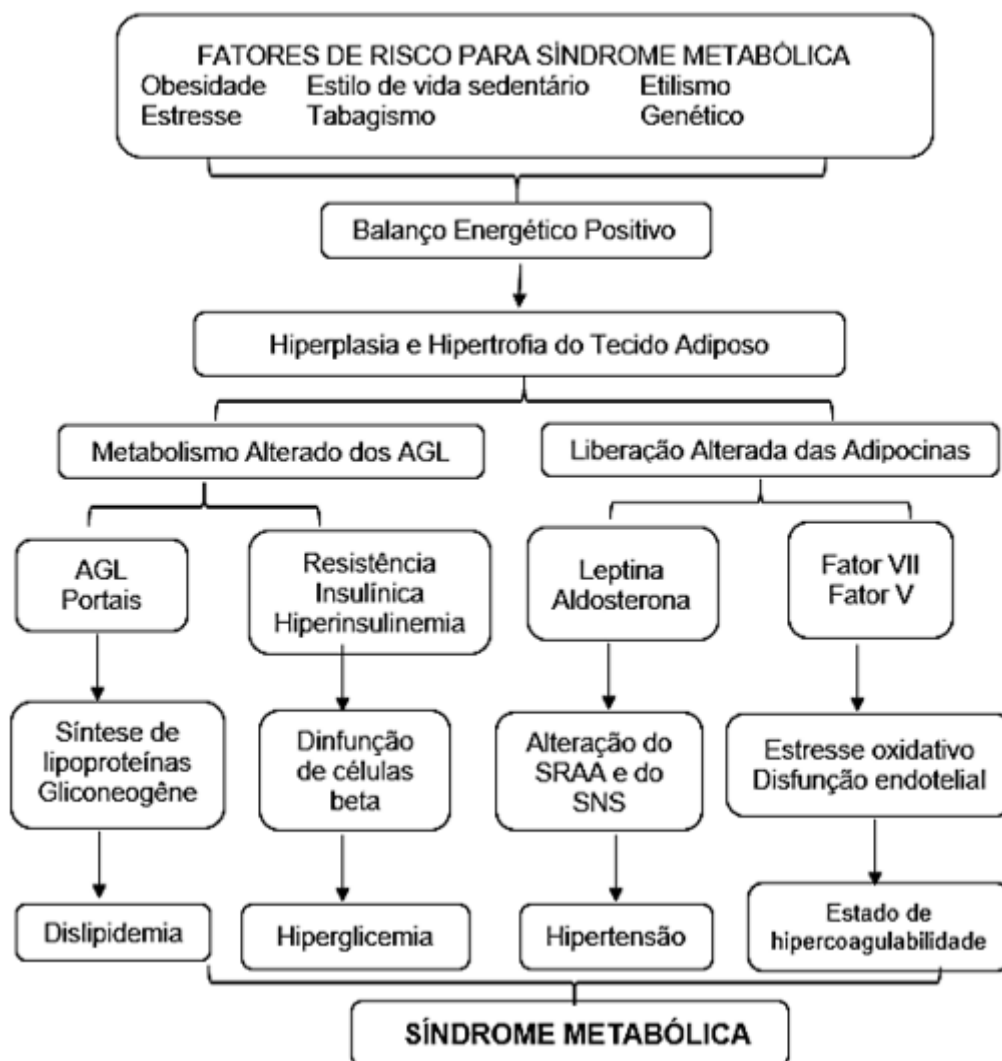 FATORES DE RISCO PARA SÍNDROME METABÓLICA
Obesidade Estilo de vida sedentário Etilismo
Estresse Tabagismo Genético
Balanço Energético Positivo
Hiperplasia e Hipertrofia do Tecido Adiposo
Metabolismo Alterado dos AGL
Liberação Alterada das Adipocinas
AGL
Portais
Resistência
Insulínica
Hiperinsulinemia
Leptina
Aldosterona
Fator VII
Fator V
Síntese de
lipoproteínas
Gliconeogêne
Dinfunção
de células
beta
Alteração do
SRAA e do
SNS
Estresse oxidativo
Disfunção endotelial
Dislipidemia
Hiperglicemia
Hipertensão
Estado de
hipercoagulabilidade
SÍNDROME METABÓLICA